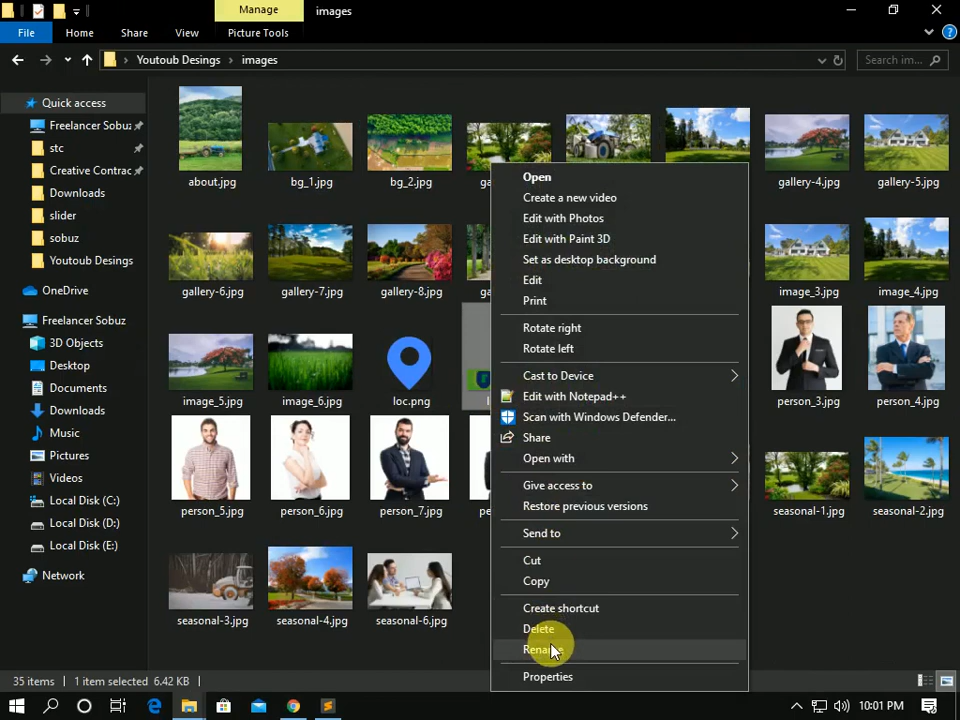 Manage
images
File
Home
Share
View
Picture Tools
Youtoub Desings
images
Search im...
Quick access
Freelancer Sobuz
stc
Creative Contrac
Downloads
slider
sobuz
Youtoub Desings
OneDrive
Freelancer Sobuz
3D Objects
Desktop
Documents
Downloads
Music
Pictures
Videos
Local Disk (C:)
Local Disk (D:)
Local Disk (E:)
Network
about.jpg
bg_1.jpg
bg_2.jpg
ga
gallery-4.jpg
gallery-5.jpg
gallery-6.jpg
gallery-7.jpg
gallery-8.jpg
ga
image_3.jpg
image_4.jpg
image_5.jpg
image_6.jpg
loc.png
person_3.jpg
person_4.jpg
person_5.jpg
person_6.jpg
person_7.jpg
pe
seasonal-1.jpg
seasonal-2.jpg
seasonal-3.jpg
seasonal-4.jpg
seasonal-6.jpg
Open
Create a new video
Edit with Photos
Edit with Paint 3D
Set as desktop background
Edit
Print
Rotate right
Rotate left
Cast to Device
Edit with Notepad++
Scan with Windows Defender...
Share
Open with
Give access to
Restore previous versions
Send to
Cut
Copy
Create shortcut
Delete
Rename
Properties
35 items
1 item selected 6.42 KB
10:01 PM